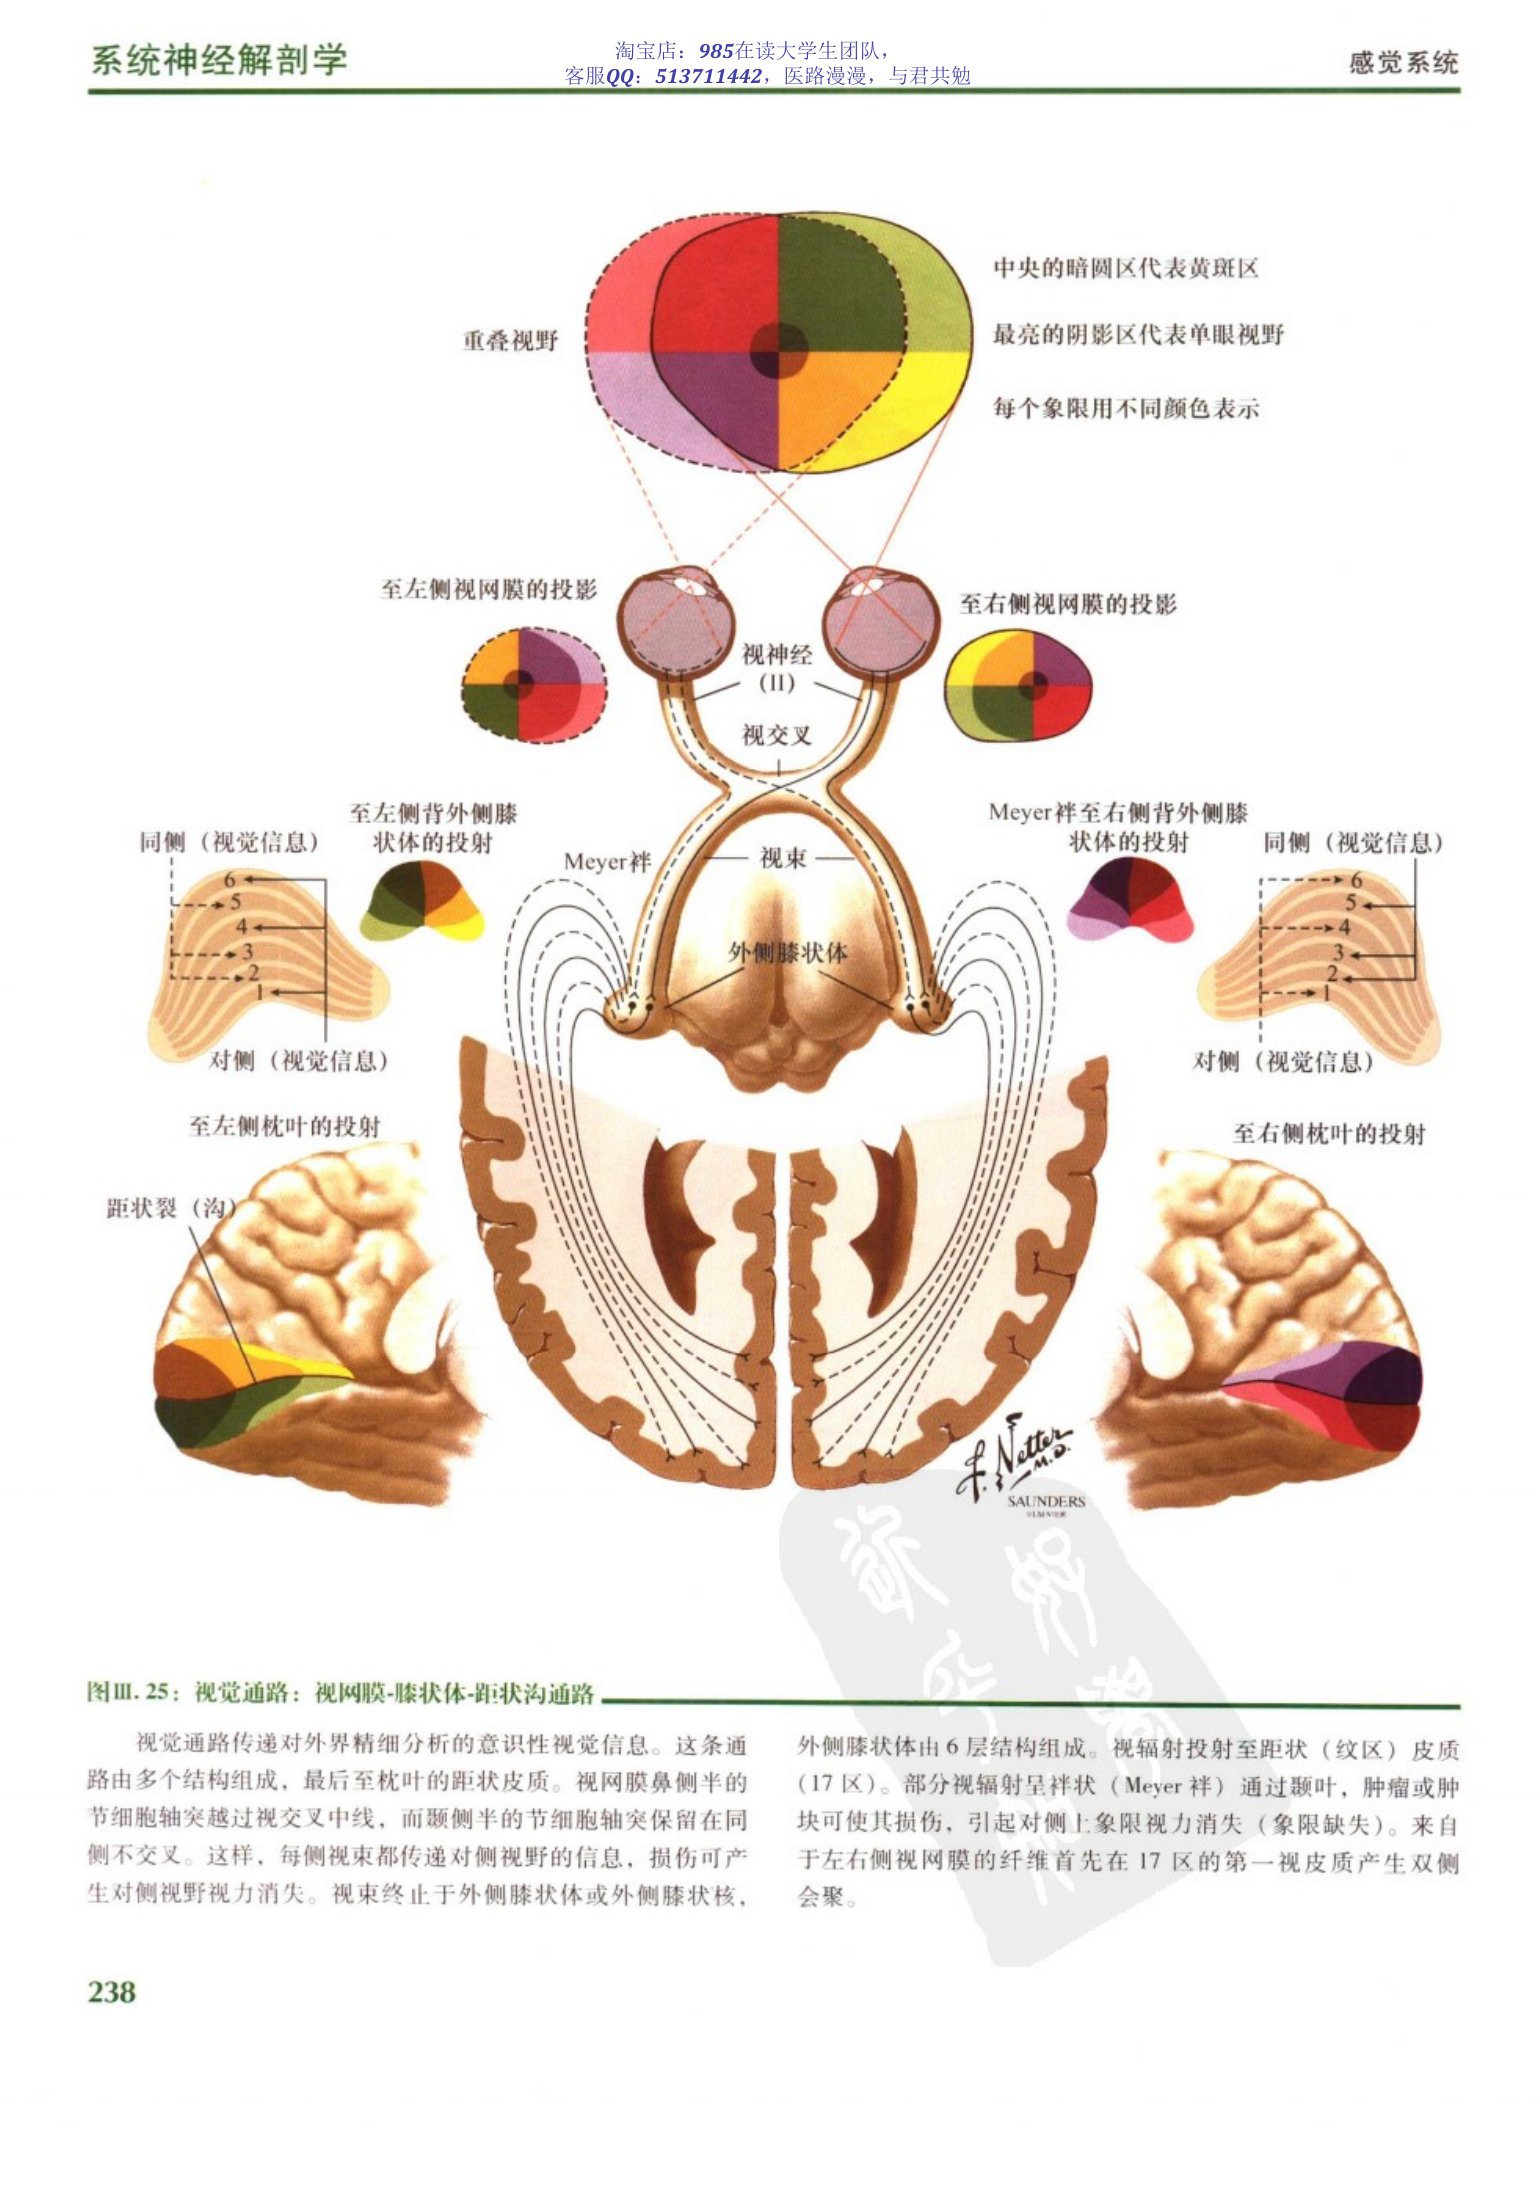 系统神经解剖学
淘宝店：985在读大学生团队，
客服QQ：513711442，医路漫漫，与君共勉
感觉系统
中央的暗圆区代表黄斑区
重叠视野
最亮的阴影区代表单眼视野
每个象限用不同颜色表示
至左侧视网膜的投影
至右侧视网膜的投影
视神经
(II)
视交叉
至左侧背外侧膝
状体的投射
Meyer袢至右侧背外侧膝
状体的投射
同侧（视觉信息）
同侧（视觉信息）
Meyer袢
视束
6
5
4
3
2
1
6
5
4
3
2
1
外侧膝状体
对侧（视觉信息）
对侧（视觉信息）
至左侧枕叶的投射
至右侧枕叶的投射
距状裂（沟）
F. Netter
M.D.
SAUNDERS
图Ⅲ. 25：视觉通路：视网膜-膝状体-距状沟通路
视觉通路传递对外界精细分析的意识性视觉信息。这条通
路由多个结构组成，最后至枕叶的距状皮质。视网膜鼻侧半的
节细胞轴突越过视交叉中线，而颞侧半的节细胞轴突保留在同
侧不交叉。这样，每侧视束都传递对侧视野的信息，损伤可产
生对侧视野视力消失。视束终止于外侧膝状体或外侧膝状核，
外侧膝状体由 6 层结构组成。视辐射投射至距状（纹区）皮质
(17 区)。部分视辐射呈袢状（Meyer 袢）通过颞叶，肿瘤或肿
块可使其损伤，引起对侧上象限视力消失（象限缺失）。来自
于左右侧视网膜的纤维首先在 17 区的第一视皮质产生双侧
会聚。
238